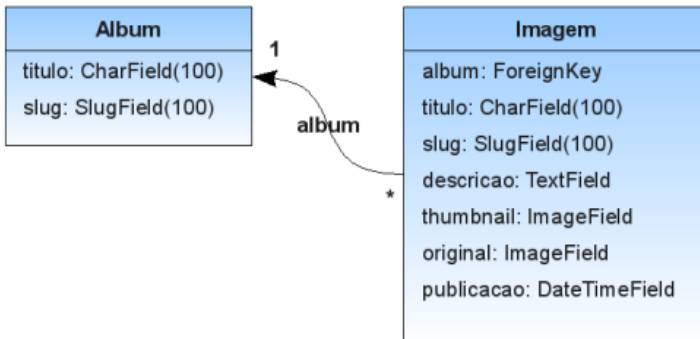 Album
titulo: CharField(100)
slug: SlugField(100)
1
album
*
Imagem
album: ForeignKey
titulo: CharField(100)
slug: SlugField(100)
descricao: TextField
thumbnail: ImageField
original: ImageField
publicacao: DateTimeField